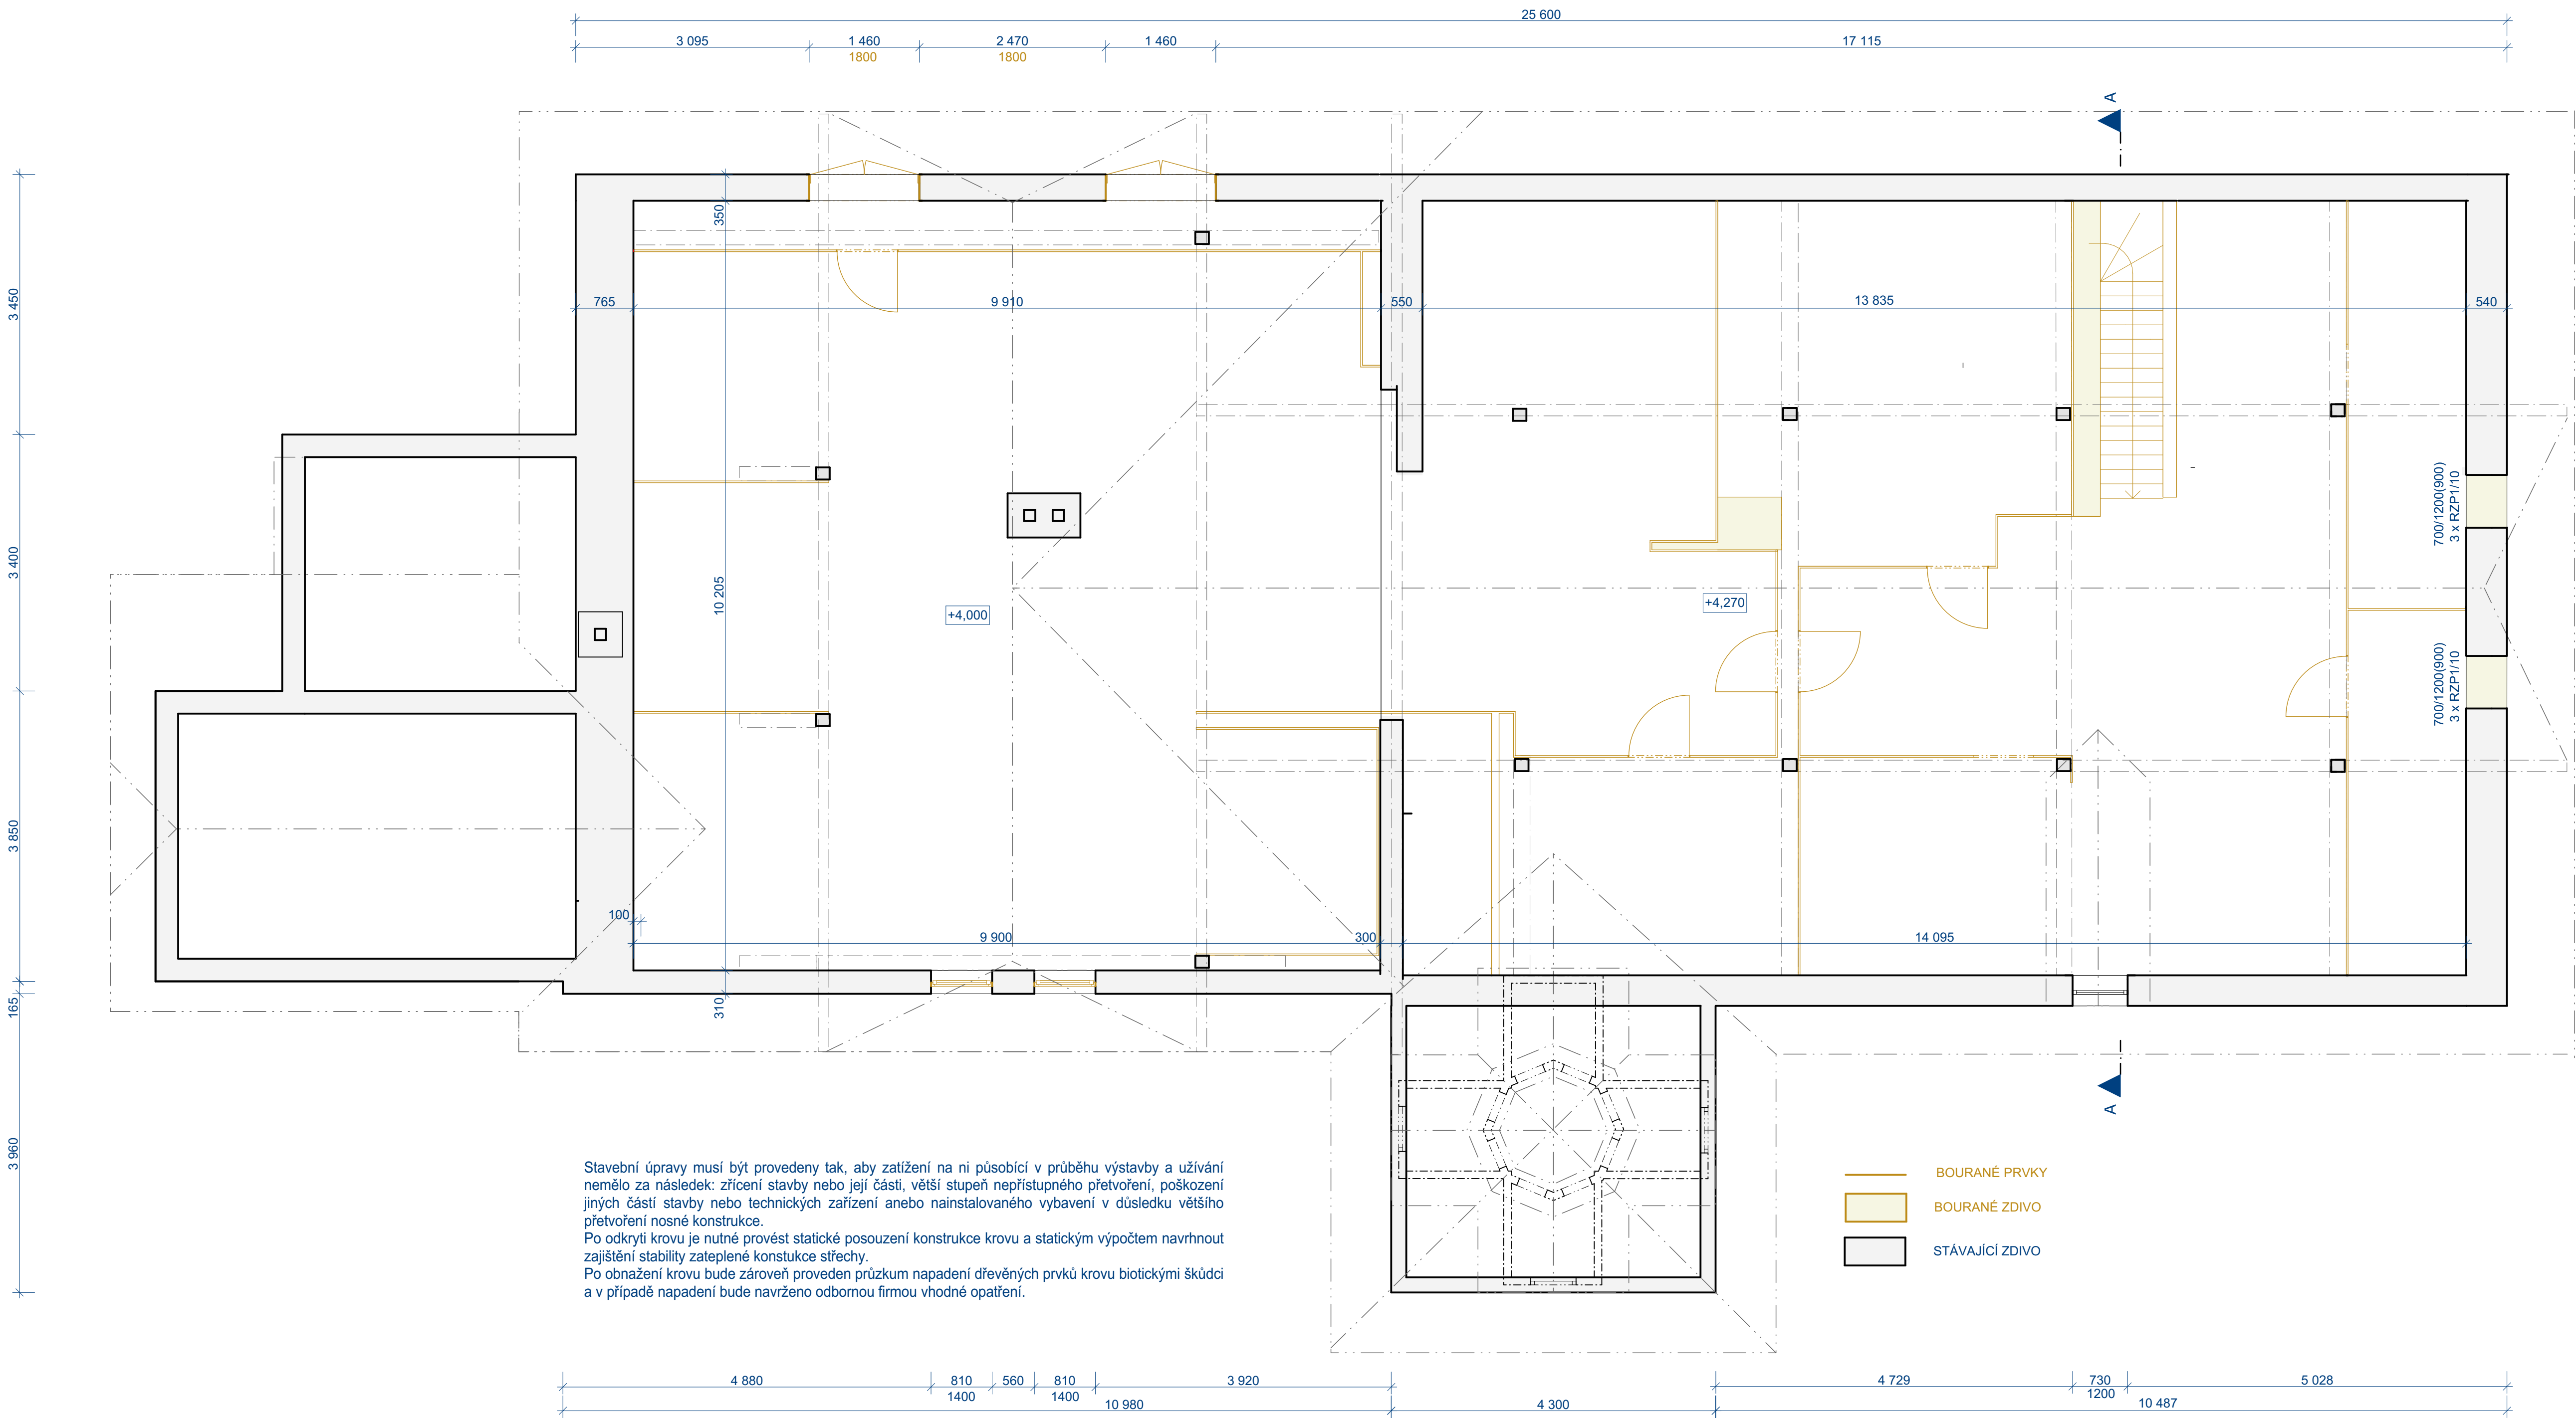 25 600
3 095
1 460
2 470
1 460
17 115
1800
1800
A
350
765
9 910
550
13 835
540
3 450
3 400
3 850
165
3 960
700/1200(900)
3 x RZP1/10
10 205
+4,000
+4,270
700/1200(900)
3 x RZP1/10
100
9 900
300
14 095
310
A
Stavební úpravy musí být provedeny tak, aby zatížení na ni působící v průběhu výstavby a užívání
nemělo za následek: zřícení stavby nebo její části, větší stupeň nepřístupného přetvoření, poškození
jiných částí stavby nebo technických zařízení anebo nainstalovaného vybavení v důsledku většího
přetvoření nosné konstrukce.
Po odkryti krovu je nutné provést statické posouzení konstrukce krovu a statickým výpočtem navrhnout
zajištění stability zateplené konstukce střechy.
Po obnažení krovu bude zároveň proveden průzkum napadení dřevěných prvků krovu biotickými škůdci
a v případě napadení bude navrženo odbornou firmou vhodné opatření.
BOURANÉ PRVKY
BOURANÉ ZDIVO
STÁVAJÍCÍ ZDIVO
4 880
810
560
810
3 920
4 729
730
5 028
1400
1400
1200
10 980
4 300
10 487